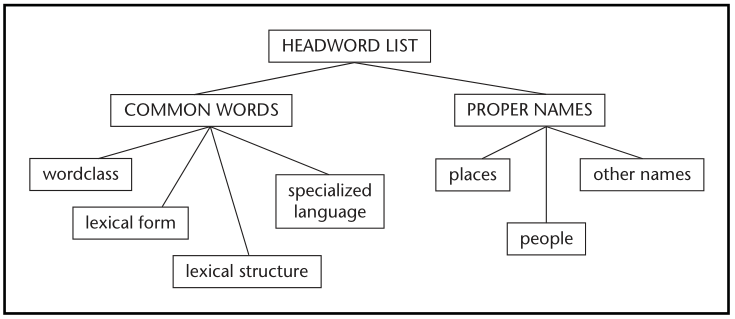 HEADWORD LIST
COMMON WORDS
PROPER NAMES
wordclass
lexical form
lexical structure
specialized
language
places
people
other names